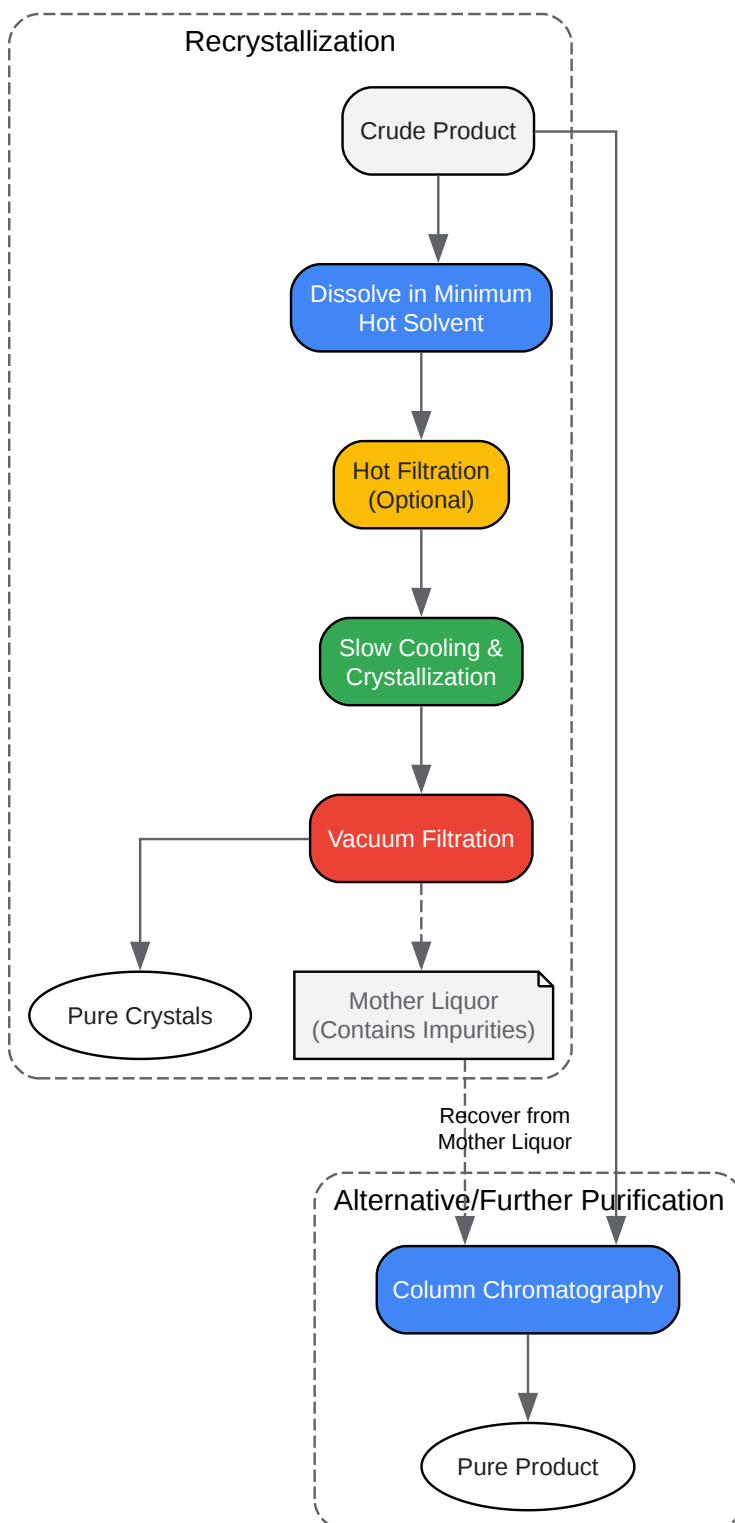 Recrystallization
Crude Product
Dissolve in Minimum
Hot Solvent
Hot Filtration
(Optional)
Slow Cooling &
Crystallization
Vacuum Filtration
Pure Crystals
Mother Liquor
(Contains Impurities)
Recover from
Mother Liquor
Alternative/Further Purification
Column Chromatography
Pure Product